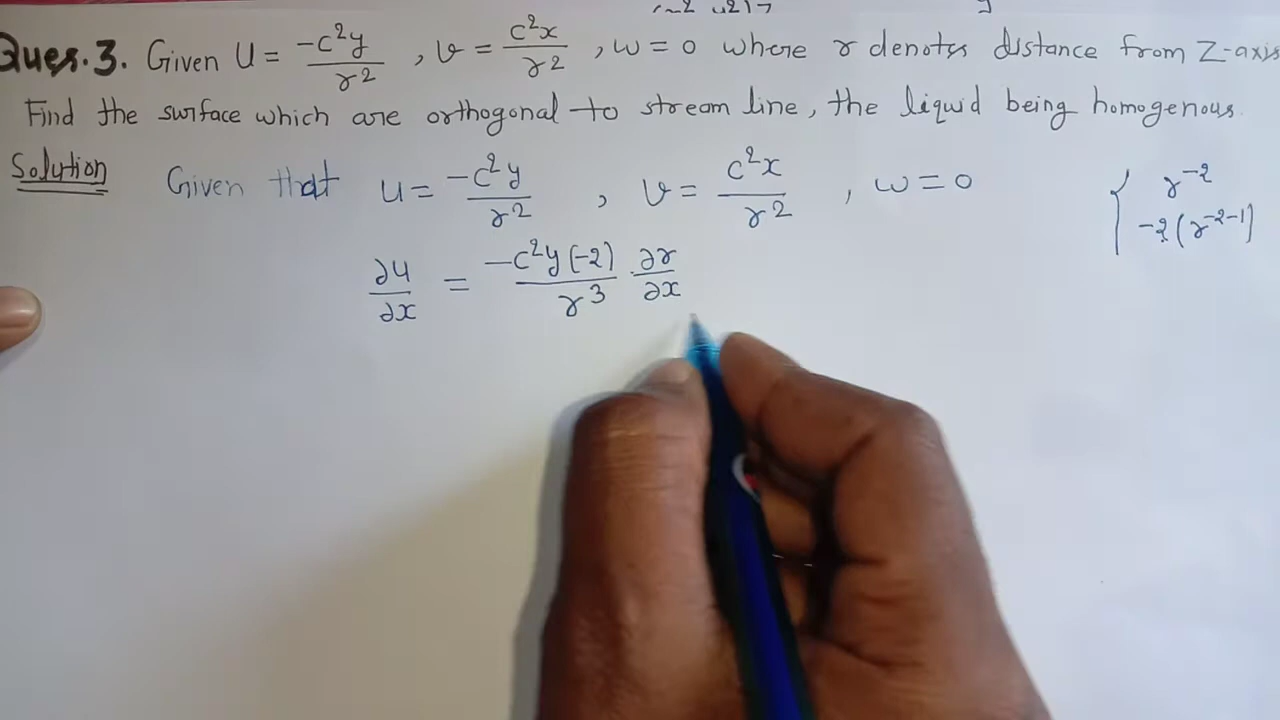 Ques.3. Given U = -c²y/r² , v = c²x/r² , w = 0 where r denotes distance from Z-axis
Find the surface which are orthogonal to stream line, the liquid being homogenous.
Solution Given that u = -c²y/r² , v = c²x/r² , w = 0
{ r⁻²
-2(r⁻²⁻¹)
∂u/∂x = -c²y(-2)/r³ ∂r/∂x